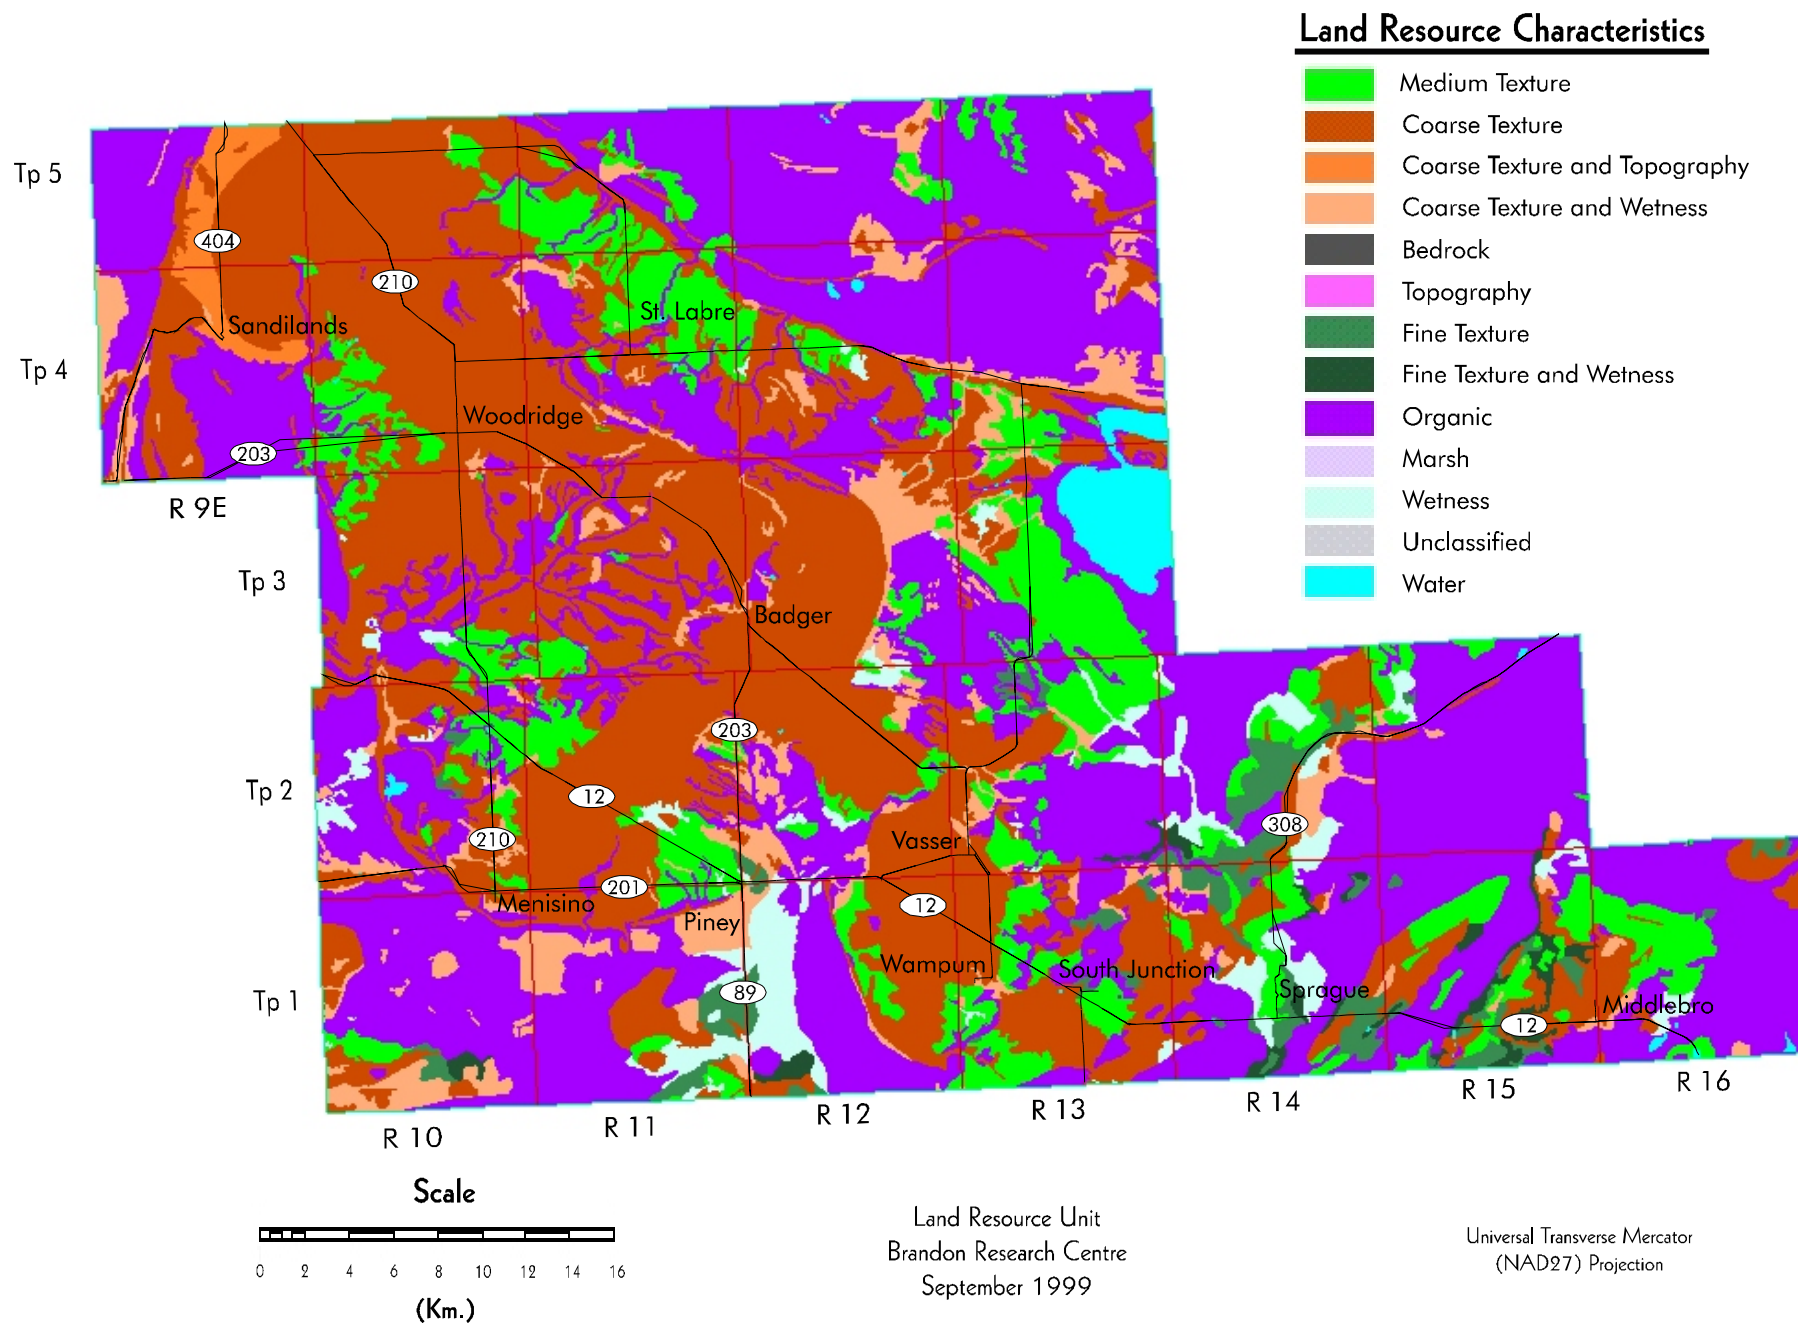 Land Resource Characteristics
Medium Texture
Coarse Texture
Coarse Texture and Topography
Coarse Texture and Wetness
Bedrock
Topography
Fine Texture
Fine Texture and Wetness
Organic
Marsh
Wetness
Unclassified
Water
Tp 5
404
210
St. Labre
Sandilands
Tp 4
Woodridge
203
R 9E
Tp 3
Badger
203
Tp 2
12
308
210
Vasser
201
Menisino
12
Piney
Wampum
South Junction
89
Sprague
Tp 1
Middlebro
12
R 16
R 15
R 14
R 13
R 12
R 11
R 10
Scale
0 2 4 6 8 10 12 14 16
(Km.)
Land Resource Unit
Brandon Research Centre
September 1999
Universal Transverse Mercator
(NAD27) Projection